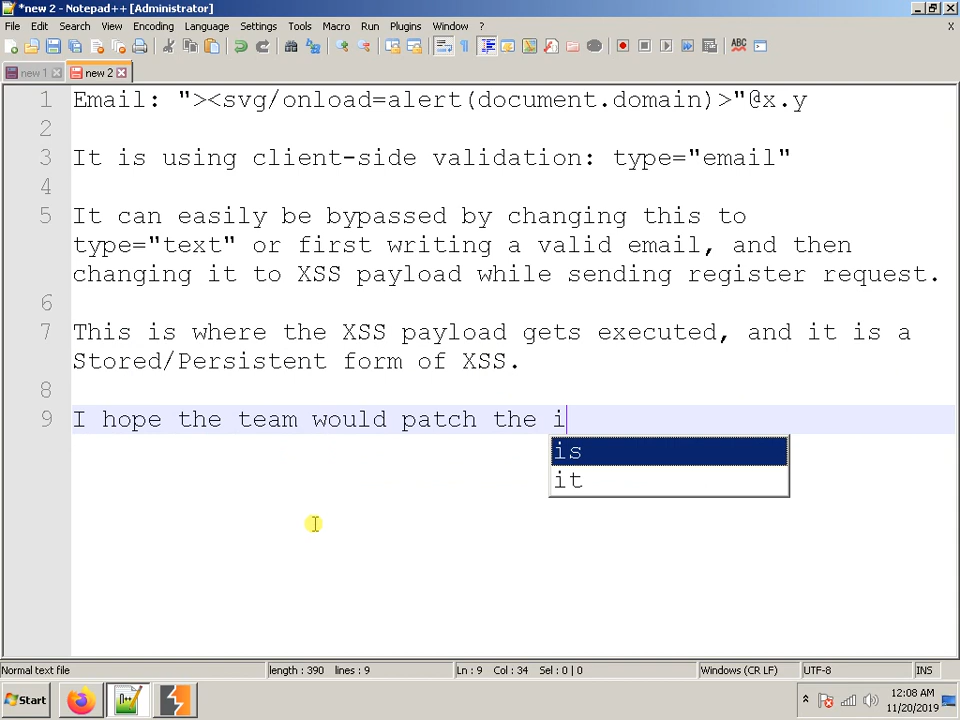 *new 2 - Notepad++ [Administrator]
File Edit Search View Encoding Language Settings Tools Macro Run Plugins Window ? X
new 1 new 2
1 Email: "><svg/onload=alert(document.domain)>"@x.y
2
3 It is using client-side validation: type="email"
4
5 It can easily be bypassed by changing this to
type="text" or first writing a valid email, and then
changing it to XSS payload while sending register request.
6
7 This is where the XSS payload gets executed, and it is a
Stored/Persistent form of XSS.
8
9 I hope the team would patch the i
is
it
Normal text file length : 390 lines : 9 Ln : 9 Col : 34 Sel : 0 | 0 Windows (CR LF) UTF-8 INS
Start 12:08 AM
11/20/2019